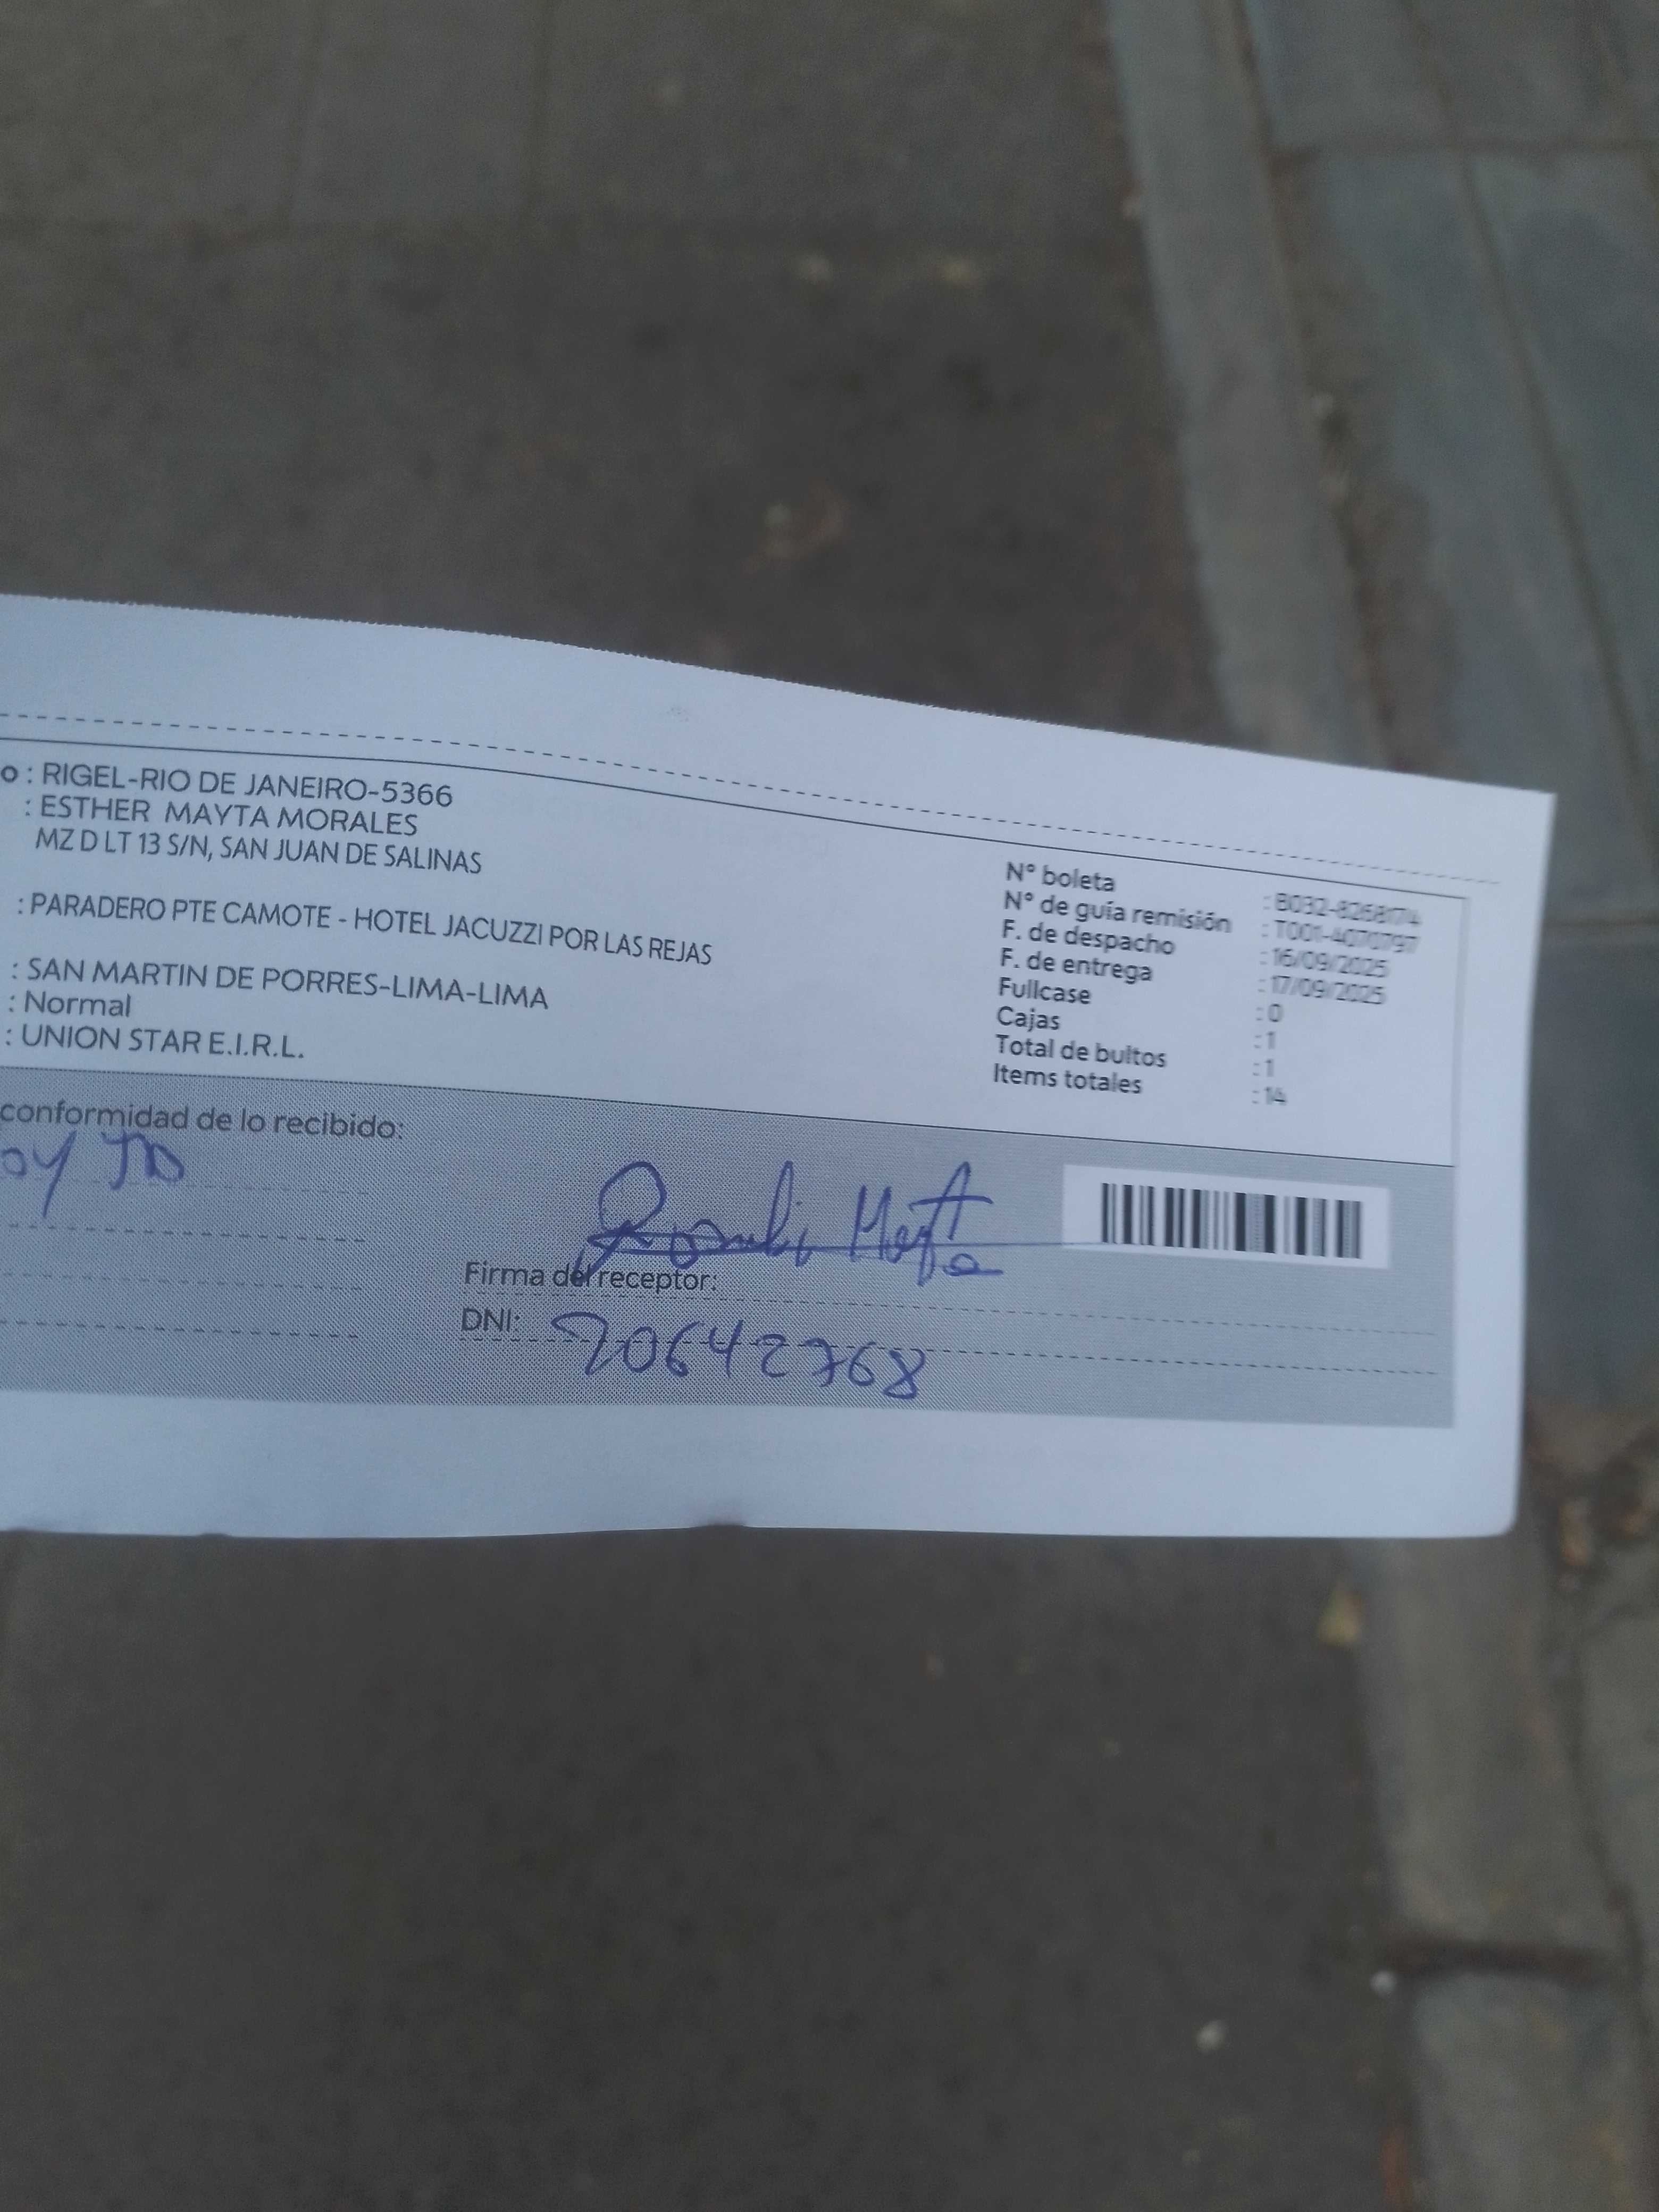 o : RIGEL-RIO DE JANEIRO-5366
: ESTHER MAYTA MORALES
MZ D LT 13 S/N, SAN JUAN DE SALINAS
: PARADERO PTE CAMOTE - HOTEL JACUZZI POR LAS REJAS
: SAN MARTIN DE PORRES-LIMA-LIMA
: Normal
: UNION STAR E.I.R.L.
N° boleta
N° de guía remisión : T001-4070797
F. de despacho : 16/09/2025
F. de entrega : 17/09/2025
Fullcase : 0
Cajas : 1
Total de bultos : 1
Items totales : 14
conformidad de lo recibido:
Mayta
Firma del receptor:
DNI: 70642768